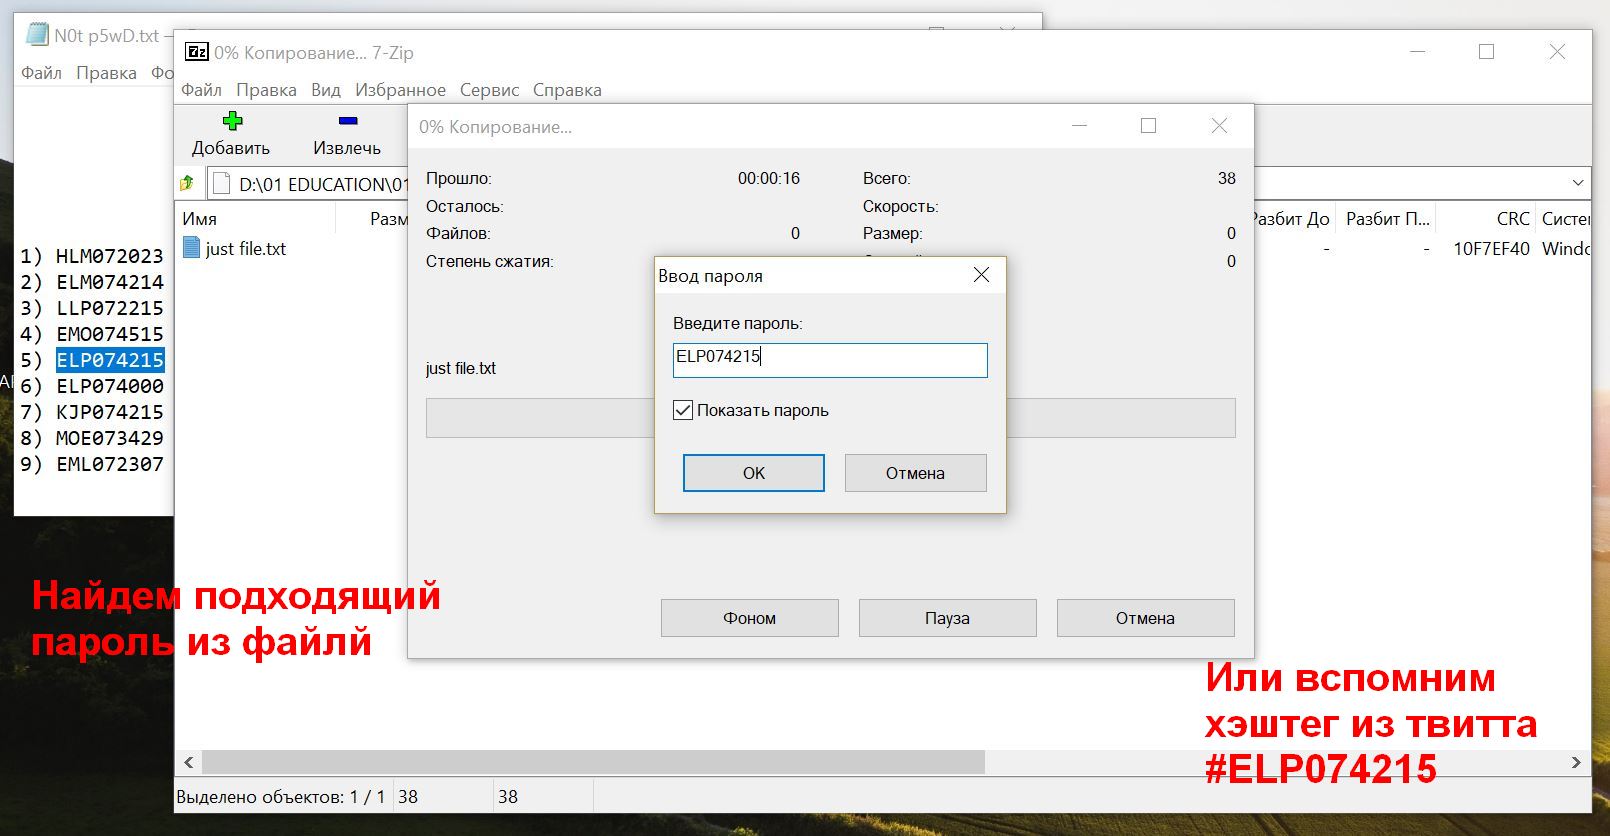 N0t p5wD.txt —
Файл Правка Фо
1) HLM072023
2) ELM074214
3) LLP072215
4) EMO074515
5) ELP074215
6) ELP074000
7) KJP074215
8) MOE073429
9) EML072307
0% Копирование... 7-Zip
Файл Правка Вид Избранное Сервис Справка
Добавить Извлечь
D:\01 EDUCATION\01
Имя Разм Разбит До Разбит П... CRC Систем
just file.txt - - 10F7EF40 Windo
0% Копирование...
Прошло: 00:00:16 Всего: 38
Осталось: Скорость:
Файлов: 0 Размер: 0
Степень сжатия: 0
just file.txt
Ввод пароля
Введите пароль:
ELP074215
Показать пароль
OK Отмена
Фоном Пауза Отмена
Найдем подходящий
пароль из файлй
Или вспомним
хэштег из твитта
#ELP074215
Выделено объектов: 1 / 1 38 38